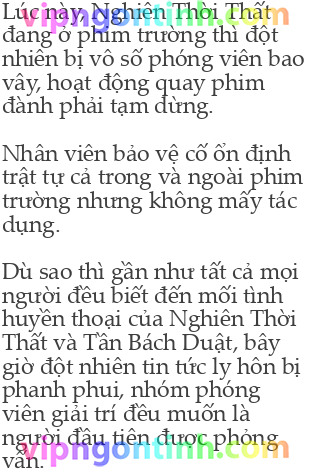 Lúc này, Nghiên Thời Thất
vipngontinh.com
đang ở phim trường thì đột
nhiên bị vô số phóng viên bao
vây, hoạt động quay phim
đành phải tạm dừng.
Nhân viên bảo vệ cố ổn định
trật tự cả trong và ngoài phim
trường nhưng không mấy tác
dụng.
Dù sao thì gần như tất cả mọi
người đều biết đến mối tình
huyền thoại của Nghiên Thời
Thất và Tần Bách Duật, bây
giờ đột nhiên tin tức ly hôn bị
phanh phui, nhóm phóng
viên giải trí đều muốn là
người đầu tiên được phỏng
vipngontinh.com
vấn.